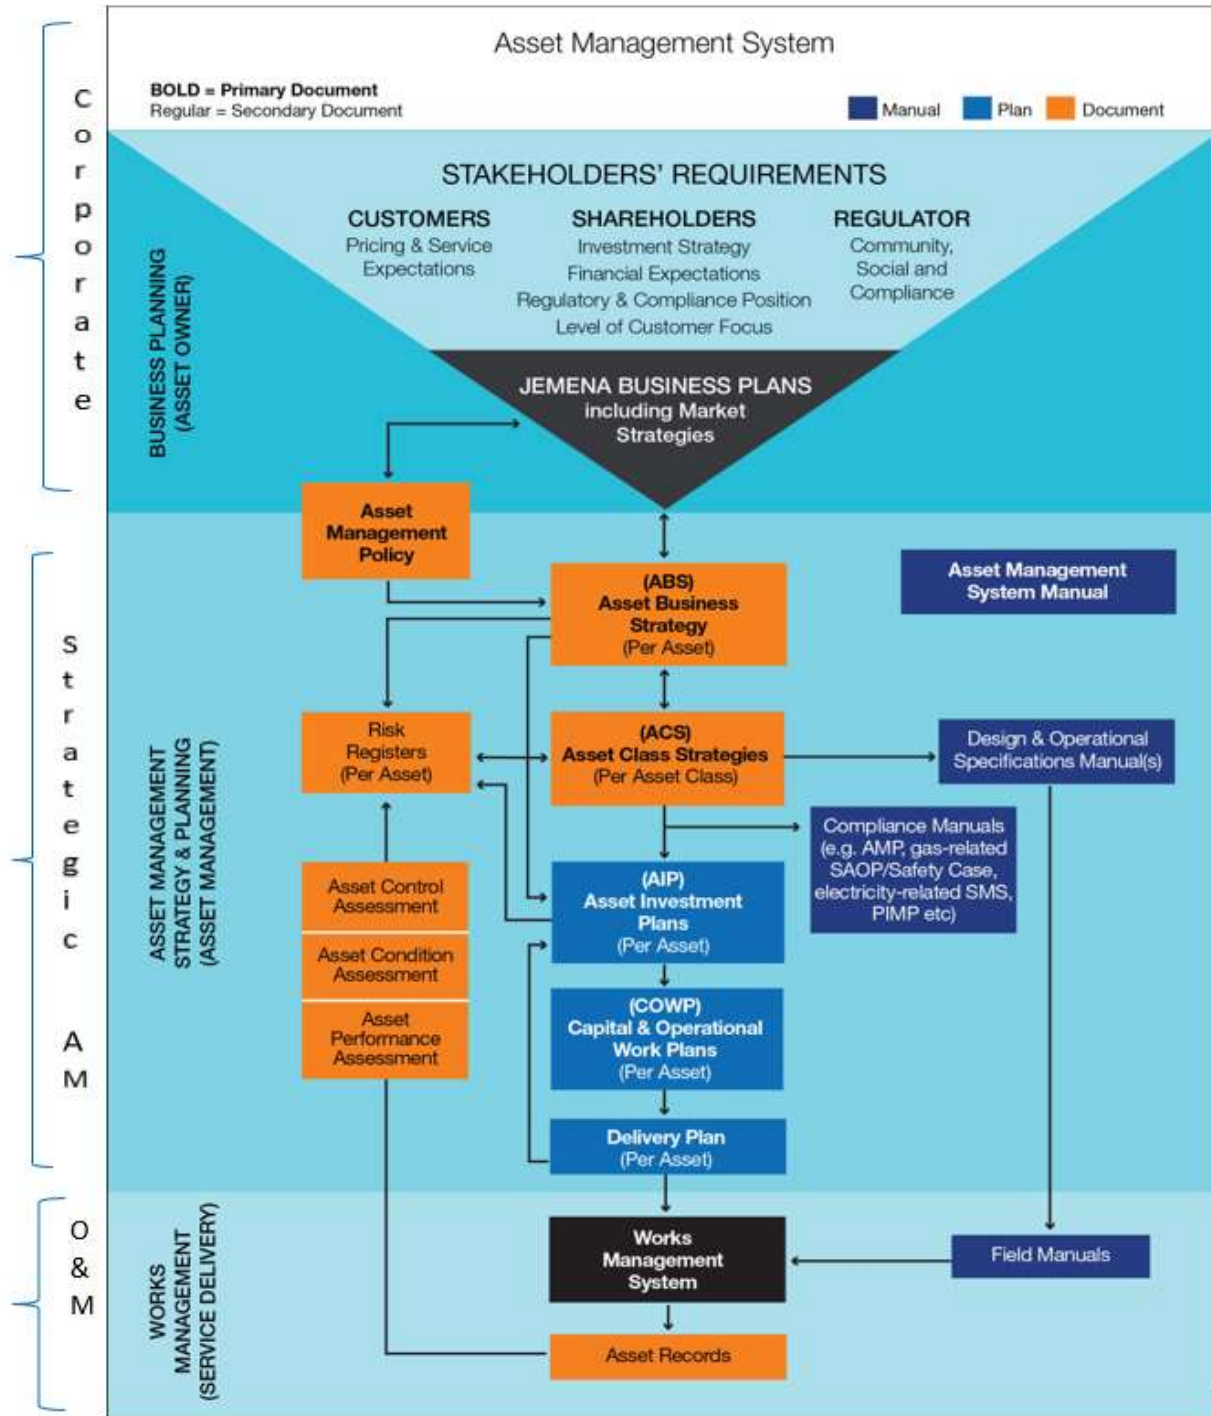 Asset Management System
BOLD = Primary Document
Regular = Secondary Document
Manual
Plan
Document
Corporate
BUSINESS PLANNING
(ASSET OWNER)
STAKEHOLDERS' REQUIREMENTS
CUSTOMERS
Pricing & Service
Expectations
SHAREHOLDERS
Investment Strategy
Financial Expectations
Regulatory & Compliance Position
Level of Customer Focus
REGULATOR
Community,
Social and
Compliance
JEMENA BUSINESS PLANS
including Market
Strategies
Strategic AM
ASSET MANAGEMENT
STRATEGY & PLANNING
(ASSET MANAGEMENT)
Asset
Management
Policy
(ABS)
Asset Business
Strategy
(Per Asset)
Asset Management
System Manual
Risk
Registers
(Per Asset)
(ACS)
Asset Class Strategies
(Per Asset Class)
Design & Operational
Specifications Manual(s)
Compliance Manuals
(e.g. AMP, gas-related
SAOP/Safety Case,
electricity-related SMS,
PIMP etc)
Asset Control
Assessment
Asset Condition
Assessment
Asset
Performance
Assessment
(AIP)
Asset Investment
Plans
(Per Asset)
(COWP)
Capital & Operational
Work Plans
(Per Asset)
Delivery Plan
(Per Asset)
O&M
WORKS
MANAGEMENT
(SERVICE DELIVERY)
Works
Management
System
Field Manuals
Asset Records